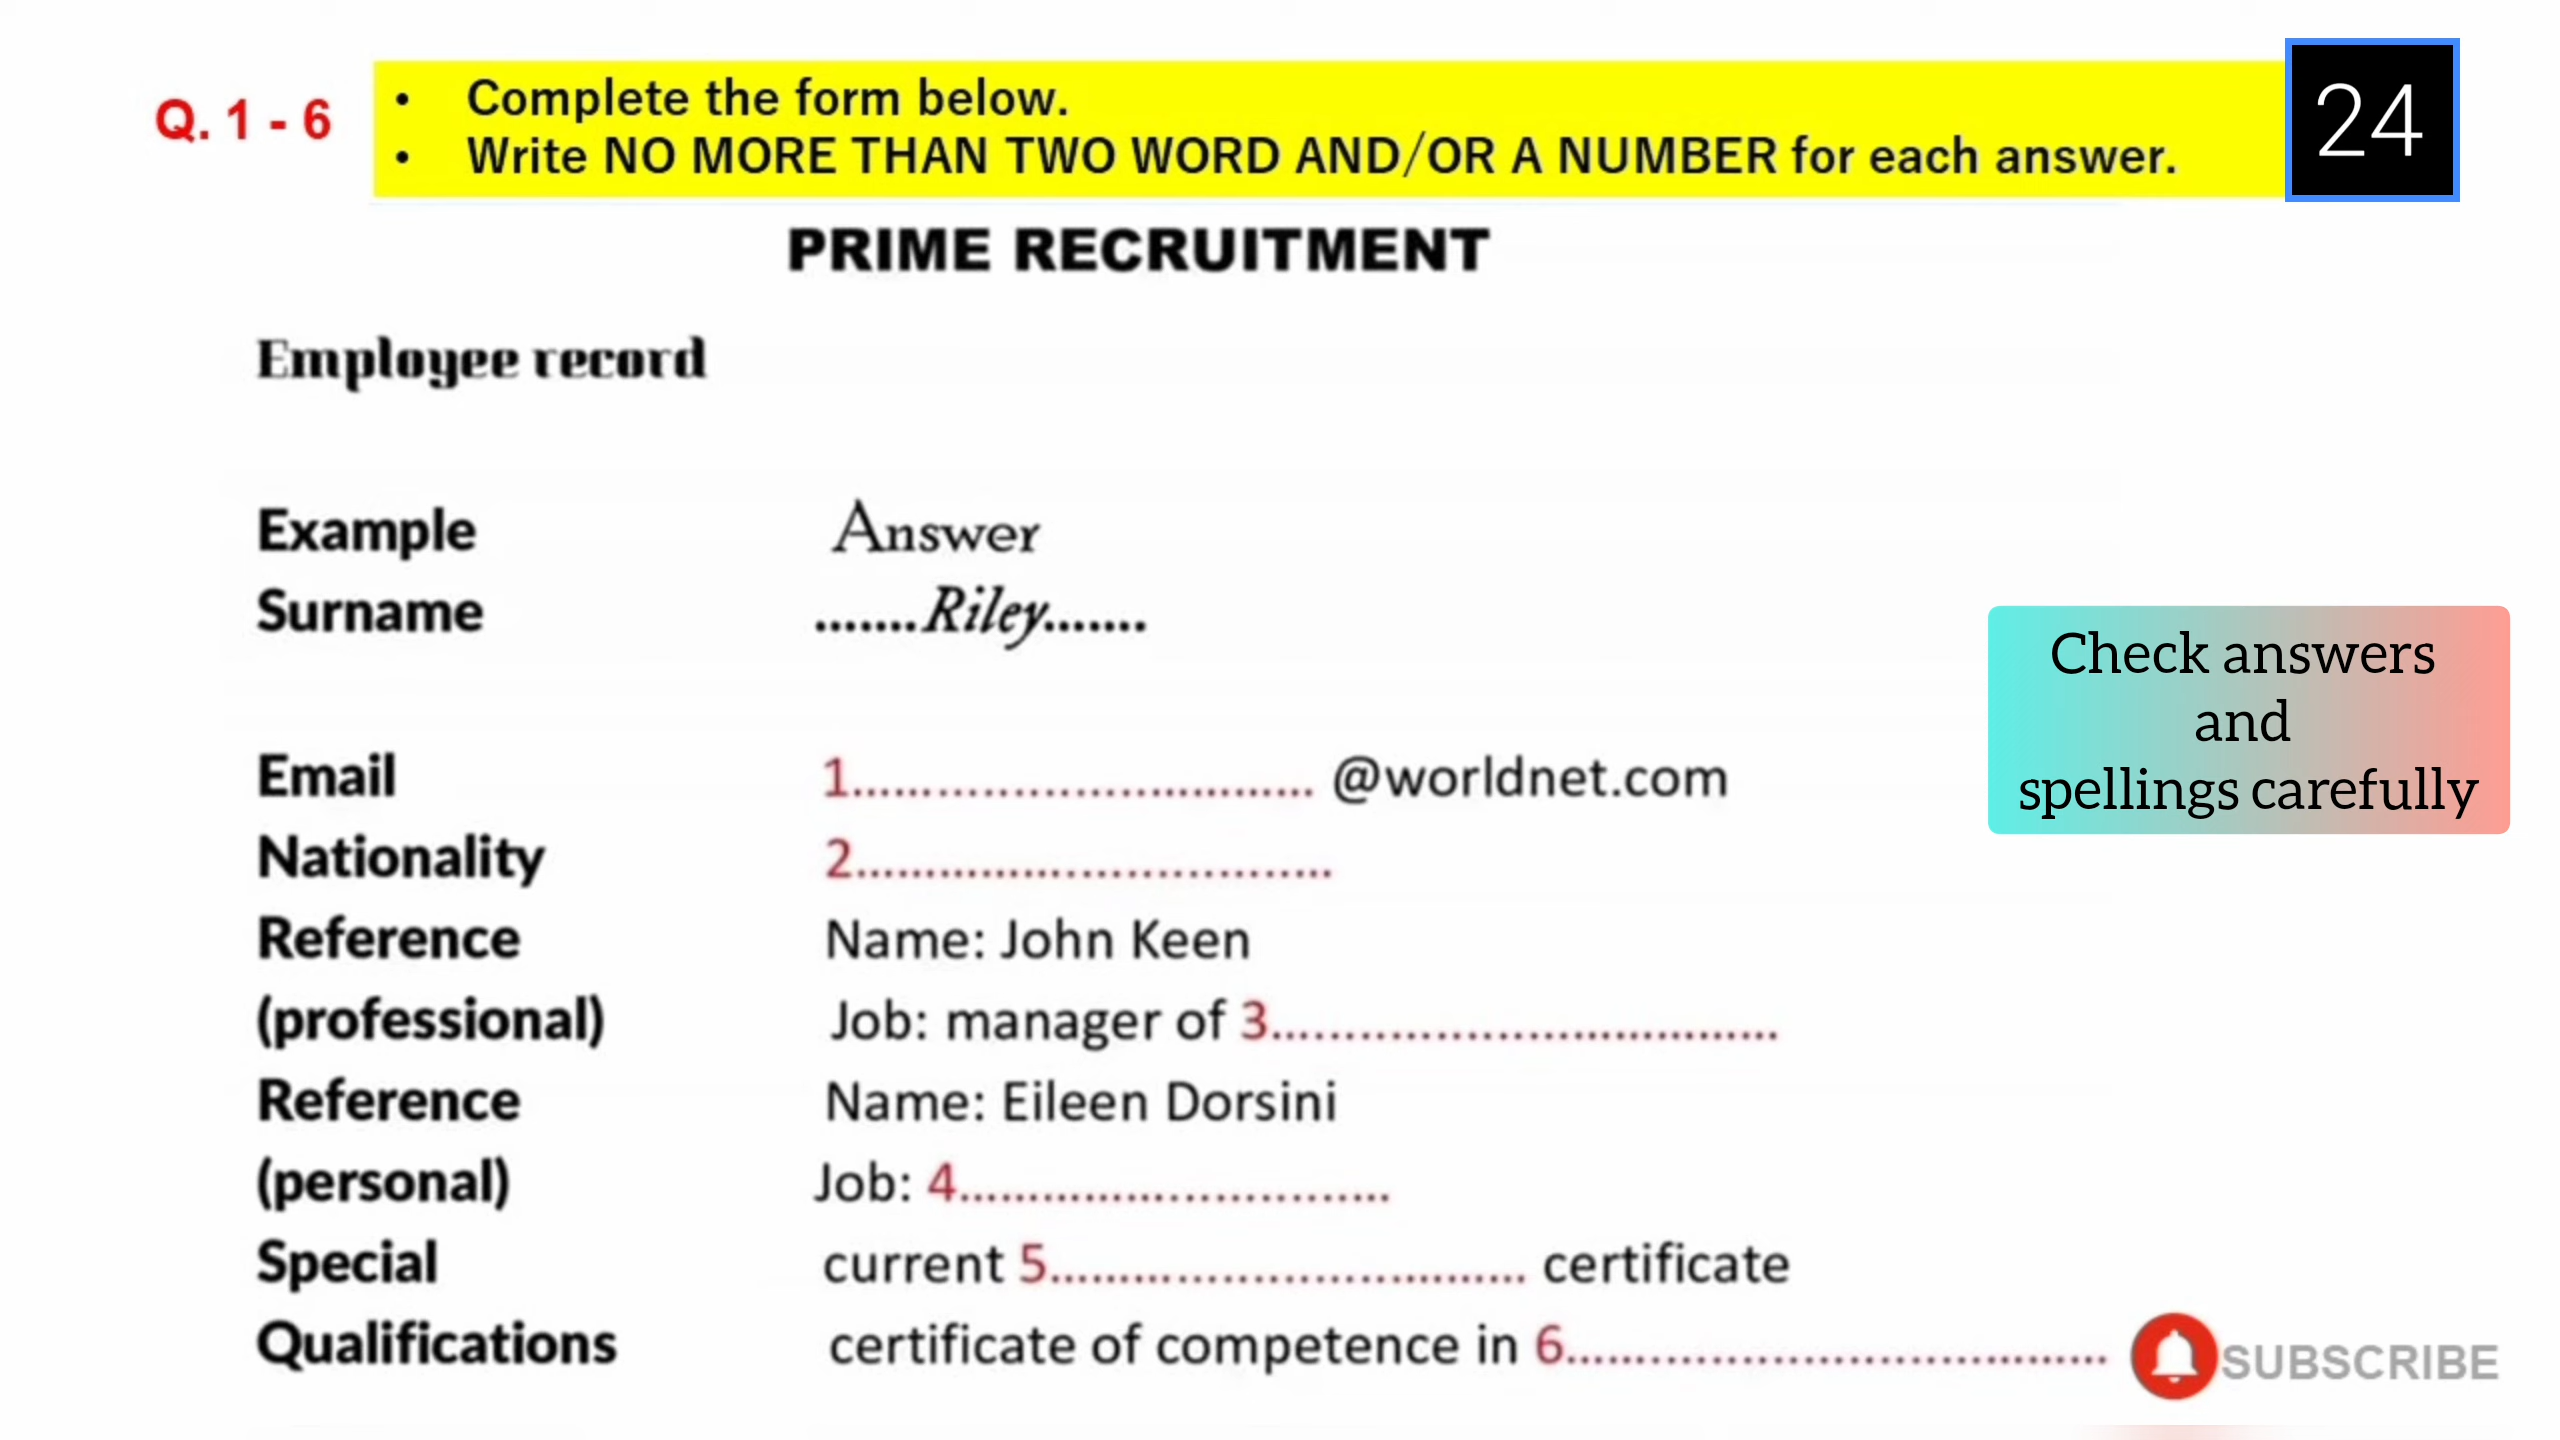 Q. 1 - 6
• Complete the form below.
• Write NO MORE THAN TWO WORD AND/OR A NUMBER for each answer.
24
PRIME RECRUITMENT
Employee record
Example Answer
Surname .......Riley.......
Email 1................................ @worldnet.com
Nationality 2................................
Reference Name: John Keen
(professional) Job: manager of 3................................
Reference Name: Eileen Dorsini
(personal) Job: 4................................
Special current 5................................ certificate
Qualifications certificate of competence in 6................................
Check answers
and
spellings carefully
SUBSCRIBE